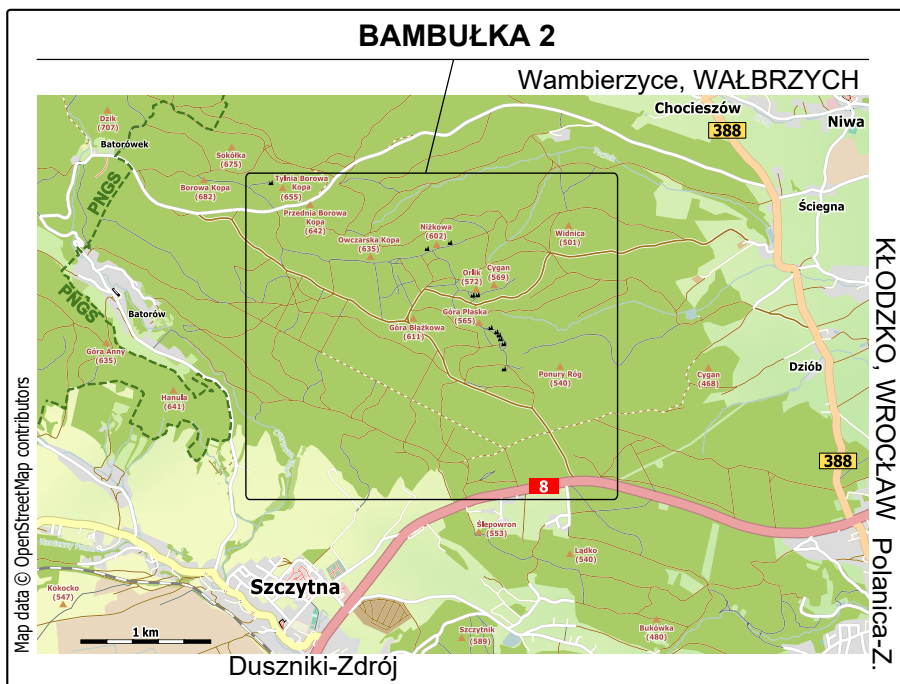 BAMBUŁKA 2
Wambierzyce, WAŁBRZYCH
Chocieszów
Niwa
388
Dzik
(707)
Batorówek
Sokółka
(675)
PNGS
Borowa Kopa
(682)
Tylnia Borowa
Kopa
(655)
Przednia Borowa
Kopa
(642)
Ściegna
Niżkowa
(602)
Widnica
(501)
Owczarska Kopa
(635)
Orlik
(572)
Cygan
(569)
PNGS
Batorów
Góra Błażkowa
(611)
Góra Płaska
(565)
Góra Anny
(635)
Hanula
(641)
Ponury Róg
(540)
Cygan
(468)
Dziób
388
8
Ślepowron
(553)
Lądko
(540)
Szczytna
Kokocko
(547)
1 km
Szczytnik
(589)
Bukówka
(480)
Duszniki-Zdrój
KŁODZKO, WROCŁAW Polanica-Z.
Map data © OpenStreetMap contributors